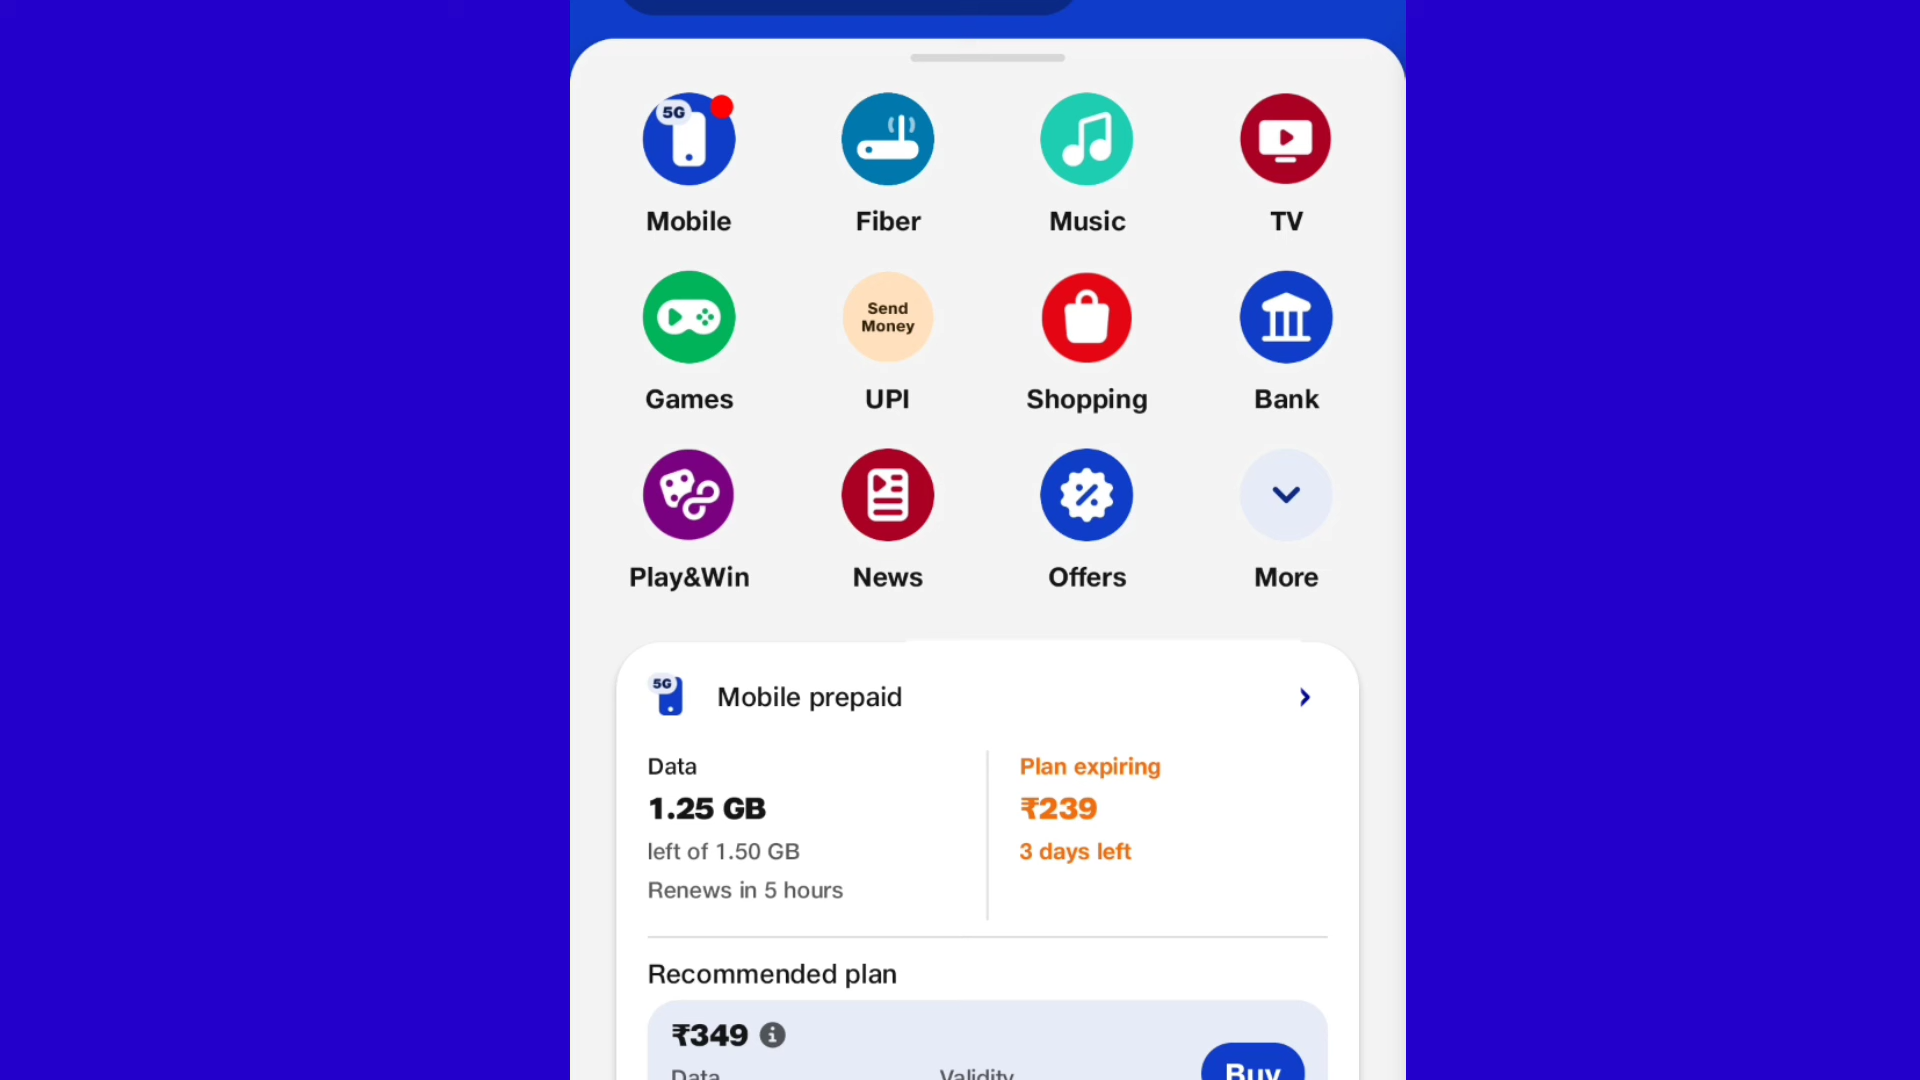 5G
Mobile
Fiber
Music
TV
Games
Send
Money
UPI
Shopping
Bank
Play&Win
News
Offers
More
5G
Mobile prepaid
Data
1.25 GB
left of 1.50 GB
Renews in 5 hours
Plan expiring
₹239
3 days left
Recommended plan
₹349
Data
Validity
Buy